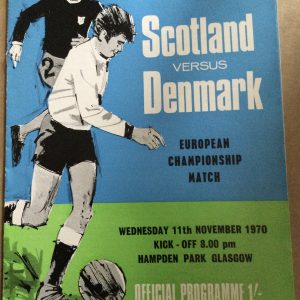 Scotland
VERSUS
Denmark
EUROPEAN
CHAMPIONSHIP
MATCH
WEDNESDAY 11th NOVEMBER 1970
KICK - OFF 8.00 pm
HAMPDEN PARK GLASGOW
OFFICIAL PROGRAMME 1/-
2